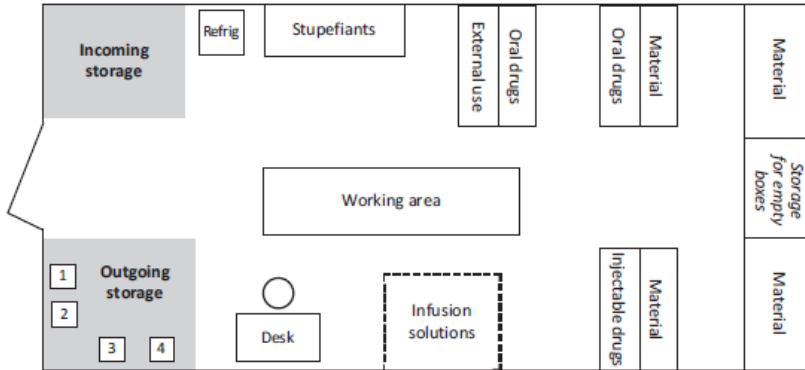 Incoming
storage
Refrig
Stupefiants
External use
Oral drugs
Oral drugs
Material
Material
Storage
for empty
boxes
Working area
1
2
3
4
Outgoing
storage
Desk
Infusion
solutions
Injectable drugs
Material
Material